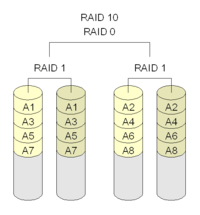 RAID 10
RAID 0
RAID 1 RAID 1
A1 A1 A2 A2
A3 A3 A4 A4
A5 A5 A6 A6
A7 A7 A8 A8